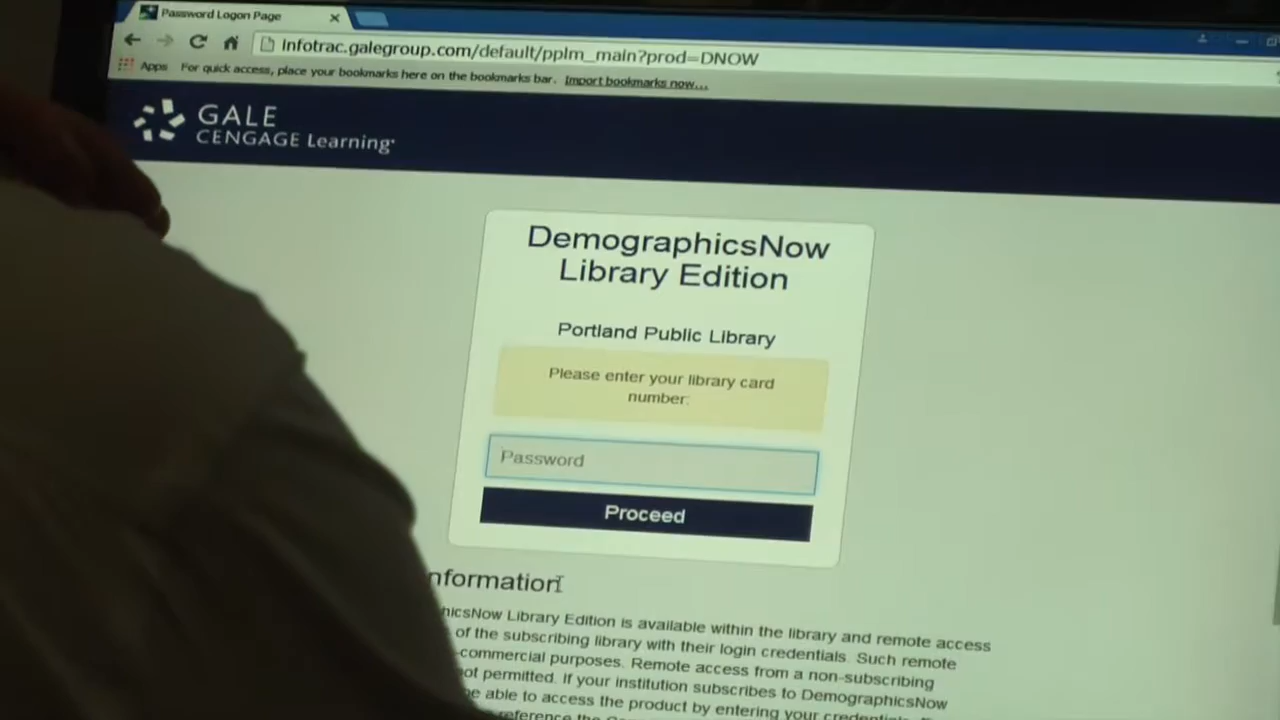 Password Logon Page
infotrac.galegroup.com/default/pplm_main?prod=DNOW
Apps For quick access, place your bookmarks here on the bookmarks bar. Import bookmarks now...
GALE
CENGAGE Learning
DemographicsNow
Library Edition
Portland Public Library
Please enter your library card
number:
Password
Proceed
nformation
hicsNow Library Edition is available within the library and remote access
of the subscribing library with their login credentials. Such remote
-commercial purposes. Remote access from a non-subscribing
ot permitted. If your institution subscribes to DemographicsNow
be able to access the product by entering your
reference the